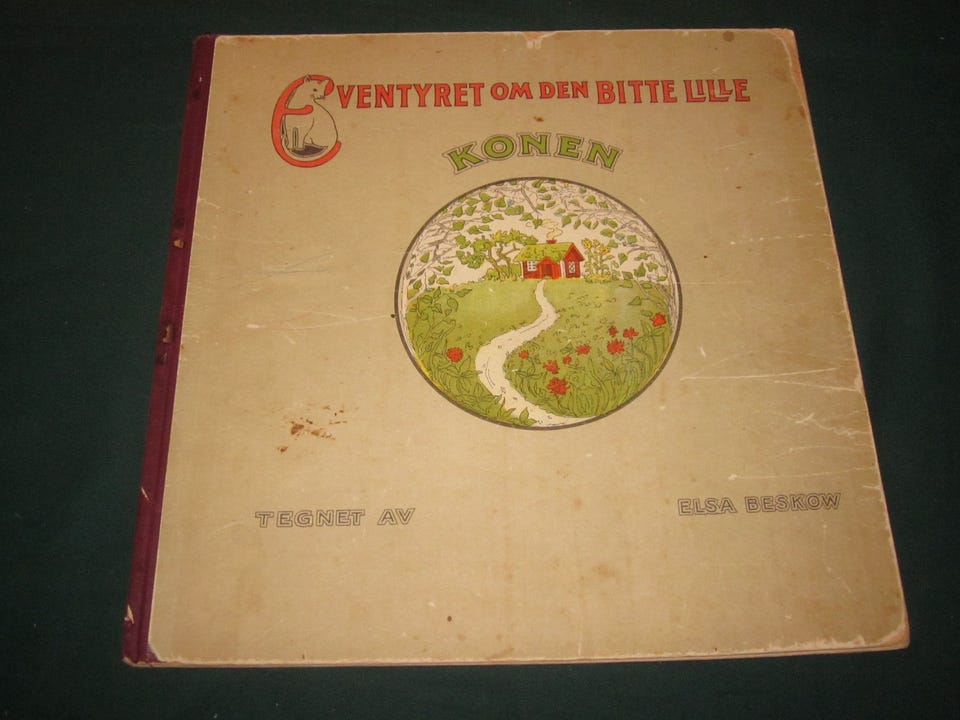 EVENTYRET OM DEN BITTE LILLE
KONEN
TEGNET AV ELSA BESKOW